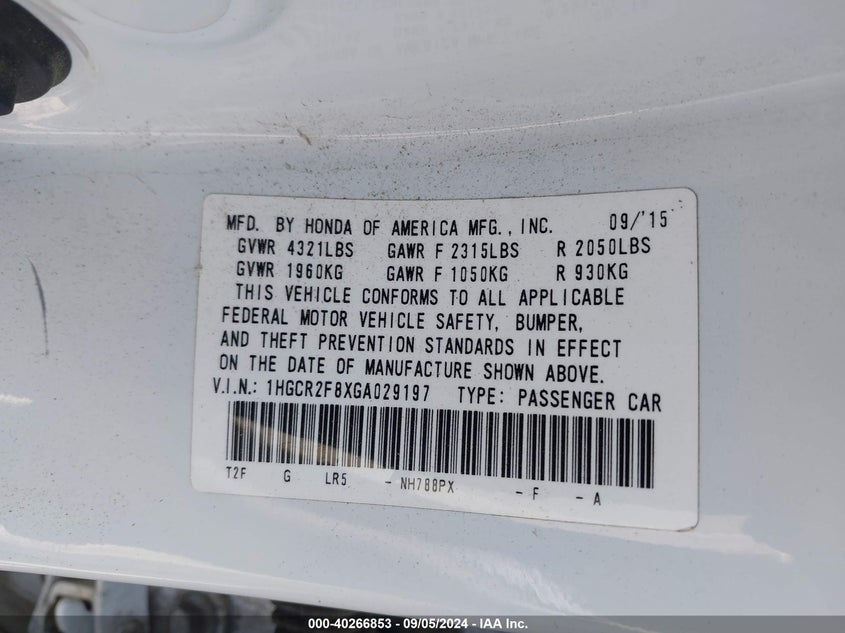 MFD. BY HONDA OF AMERICA MFG., INC. 09/'15
GVWR 4321LBS GAWR F 2315LBS R 2050LBS
GVWR 1960KG GAWR F 1050KG R 930KG
THIS VEHICLE CONFORMS TO ALL APPLICABLE
FEDERAL MOTOR VEHICLE SAFETY, BUMPER,
AND THEFT PREVENTION STANDARDS IN EFFECT
ON THE DATE OF MANUFACTURE SHOWN ABOVE.
V.I.N.: 1HGCR2F8XGA029197 TYPE: PASSENGER CAR
T2F G LR5 - NH788PX - F - A
000-40266853 - 09/05/2024 - IAA Inc.